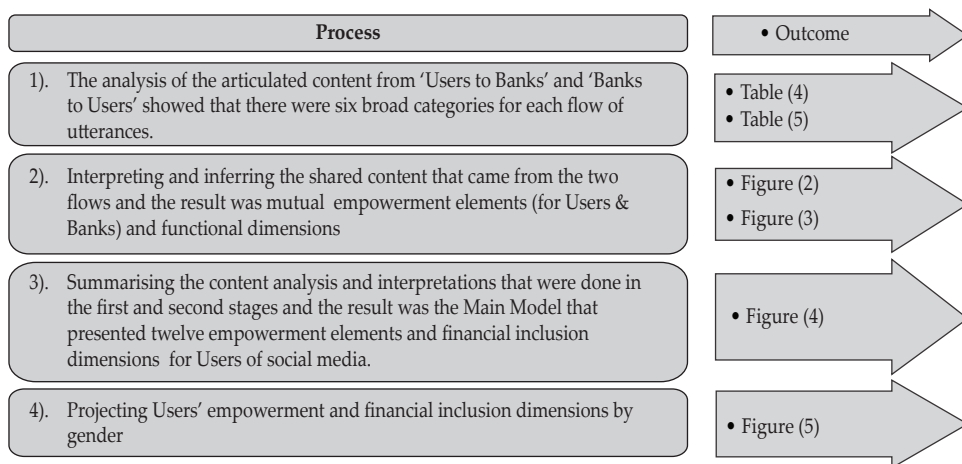 Process
• Outcome
1). The analysis of the articulated content from ‘Users to Banks’ and ‘Banks
to Users’ showed that there were six broad categories for each flow of
utterances.
• Table (4)
• Table (5)
2). Interpreting and inferring the shared content that came from the two
flows and the result was mutual empowerment elements (for Users &
Banks) and functional dimensions
• Figure (2)
• Figure (3)
3). Summarising the content analysis and interpretations that were done in
the first and second stages and the result was the Main Model that
presented twelve empowerment elements and financial inclusion
dimensions for Users of social media.
• Figure (4)
4). Projecting Users’ empowerment and financial inclusion dimensions by
gender
• Figure (5)